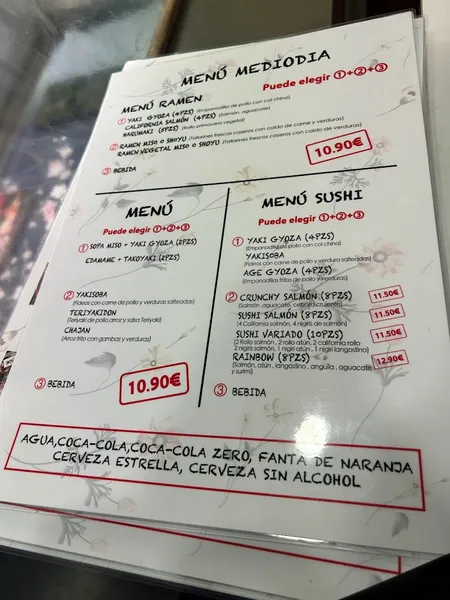 MENÚ MEDIODIA
Puede elegir ①+②+③
MENÚ RAMEN
① YAKI GYOZA (4PZS) (Empanadilla de pollo con col china)
CALIFORNIA SALMÓN (4PZS) (Salmón, aguacate)
HARUMAKI (5PZS) (Rollo primavera vegetal)
② RAMEN MISO O SHOYU (Tallarines frescos caseros con caldo de carne y verduras)
RAMEN VEGETAL MISO O SHOYU (Tallarines frescos caseros con caldo de verduras)
10.90€
③ BEBIDA
MENÚ
Puede elegir ①+②+③
① SOPA MISO + YAKI GYOZA (2PZS)
EDAMAME + TAKOYAKI (2PZS)
② YAKISOBA
(Fideos con carne de pollo y verdura salteadas)
TERIYAKIDON
(Teriyaki de pollo, arroz y salsa Teriyaki)
CHAJAN
(Arroz frito con gambas y verduras)
③ BEBIDA
10.90€
MENÚ SUSHI
Puede elegir ①+②+③
① YAKI GYOZA (4PZS)
(Empanadilla de pollo con col china)
YAKISOBA
(Fideos con carne de pollo y verdura salteadas)
AGE GYOZA (4PZS)
(Empanadillas fritas de pollo y verduras)
② CRUNCHY SALMÓN (8PZS) 11.50€
(Salmón, aguacate, cebolla crujiente)
SUSHI SALMÓN (8PZS) 11.50€
(4 California salmón, 4 nigiris de salmón)
SUSHI VARIADO (10PZS) 11.50€
(2 Rollo salmón, 2 rollo atún, 2 california rollo
2 nigiri salmón, 1 nigiri atún, 1 nigiri langostino)
RAINBOW (8PZS) 12.90€
(Salmón, atún, langostino, anguila, aguacate
y surimi)
③ BEBIDA
AGUA, COCA-COLA, COCA-COLA ZERO, FANTA DE NARANJA
CERVEZA ESTRELLA, CERVEZA SIN ALCOHOL